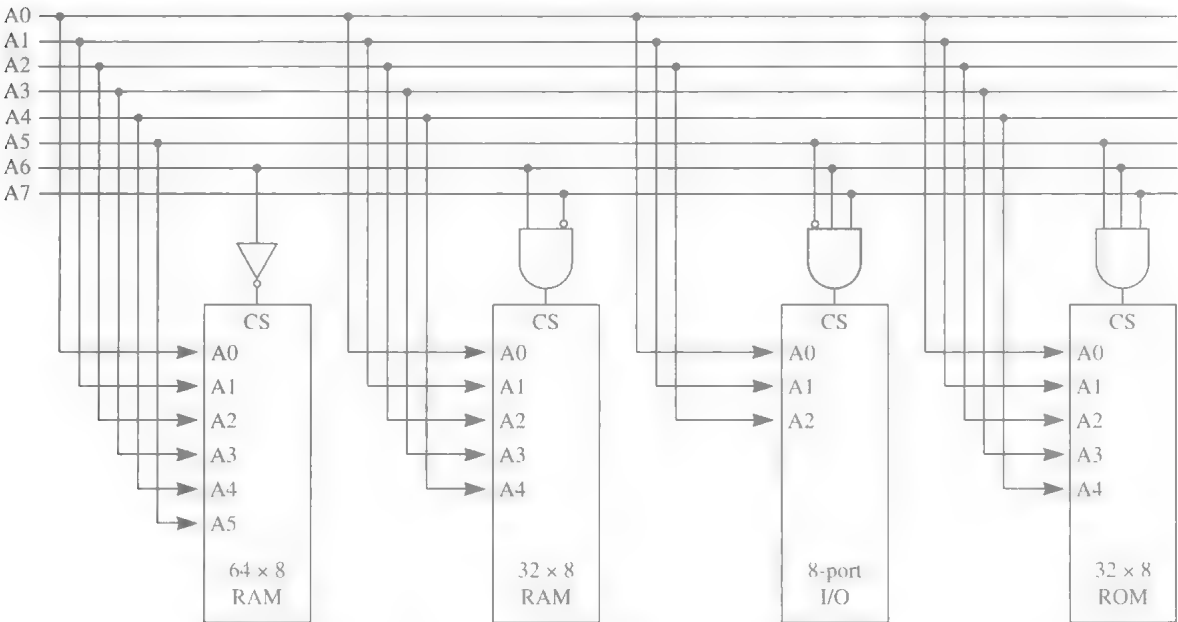 A0
A1
A2
A3
A4
A5
A6
A7
CS
A0
A1
A2
A3
A4
A5
64 × 8
RAM
CS
A0
A1
A2
A3
A4
32 × 8
RAM
CS
A0
A1
A2
8-port
I/O
CS
A0
A1
A2
A3
A4
32 × 8
ROM